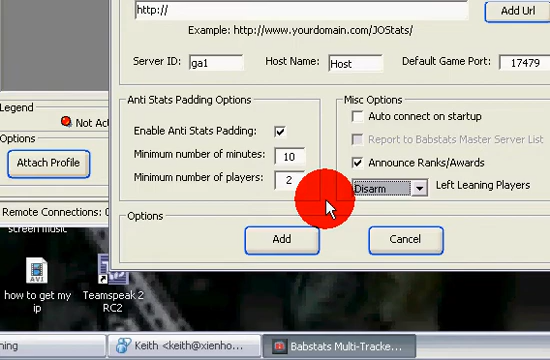 http://
Add Url
Example: http://www.yourdomain.com/JOStats/
Server ID: ga1 Host Name: Host Default Game Port: 17479
Legend
Not Act
Options
Attach Profile
Anti Stats Padding Options
Enable Anti Stats Padding:
Minimum number of minutes: 10
Minimum number of players: 2
Misc Options
Auto connect on startup
Report to Babstats Master Server List
Announce Ranks/Awards
Disarm Left Leaning Players
Remote Connections: 0
Options
Add Cancel
screen music
AVI
how to get my
ip
Teamspeak 2
RC2
ning
Keith <keith@xienho...
Babstats Multi-Tracke...